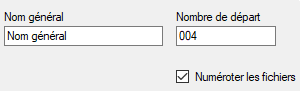 Nom général
Nombre de départ
Nom général
004
Numéroter les fichiers